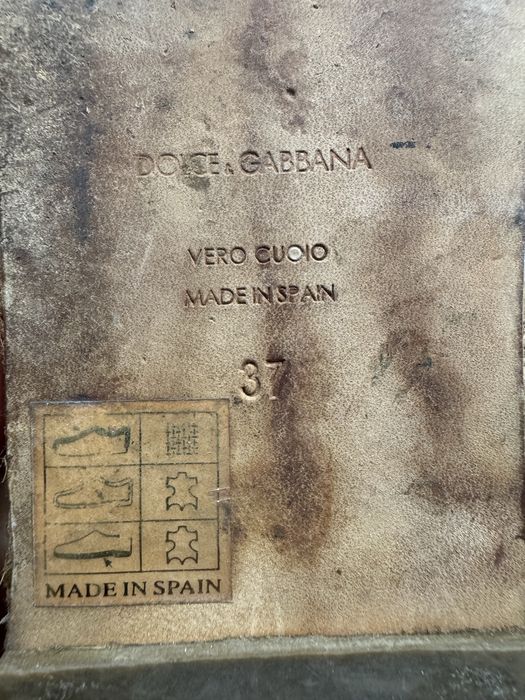 DOLCE & GABBANA
VERO CUOIO
MADE IN SPAIN
37
MADE IN SPAIN